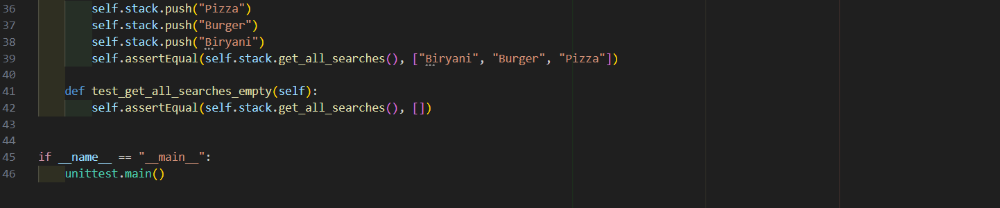 36 self.stack.push("Pizza")
37 self.stack.push("Burger")
38 self.stack.push("Biryani")
39 self.assertEqual(self.stack.get_all_searches(), ["Biryani", "Burger", "Pizza"])
40
41 def test_get_all_searches_empty(self):
42 self.assertEqual(self.stack.get_all_searches(), [])
43
44
45 if __name__ == "__main__":
46 unittest.main()